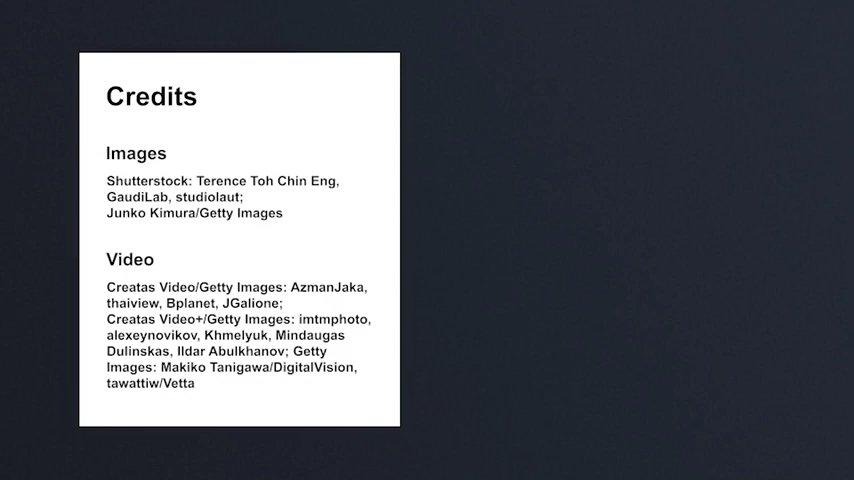 Credits
Images
Shutterstock: Terence Toh Chin Eng,
GaudiLab, studiolaut;
Junko Kimura/Getty Images
Video
Creatas Video/Getty Images: AzmanJaka,
thaiview, Bplanet, JGalione;
Creatas Video+/Getty Images: imtmphoto,
alexeynovikov, Khmelyuk, Mindaugas
Dulinskas, Ildar Abulkhanov; Getty
Images: Makiko Tanigawa/DigitalVision,
tawattiw/Vetta